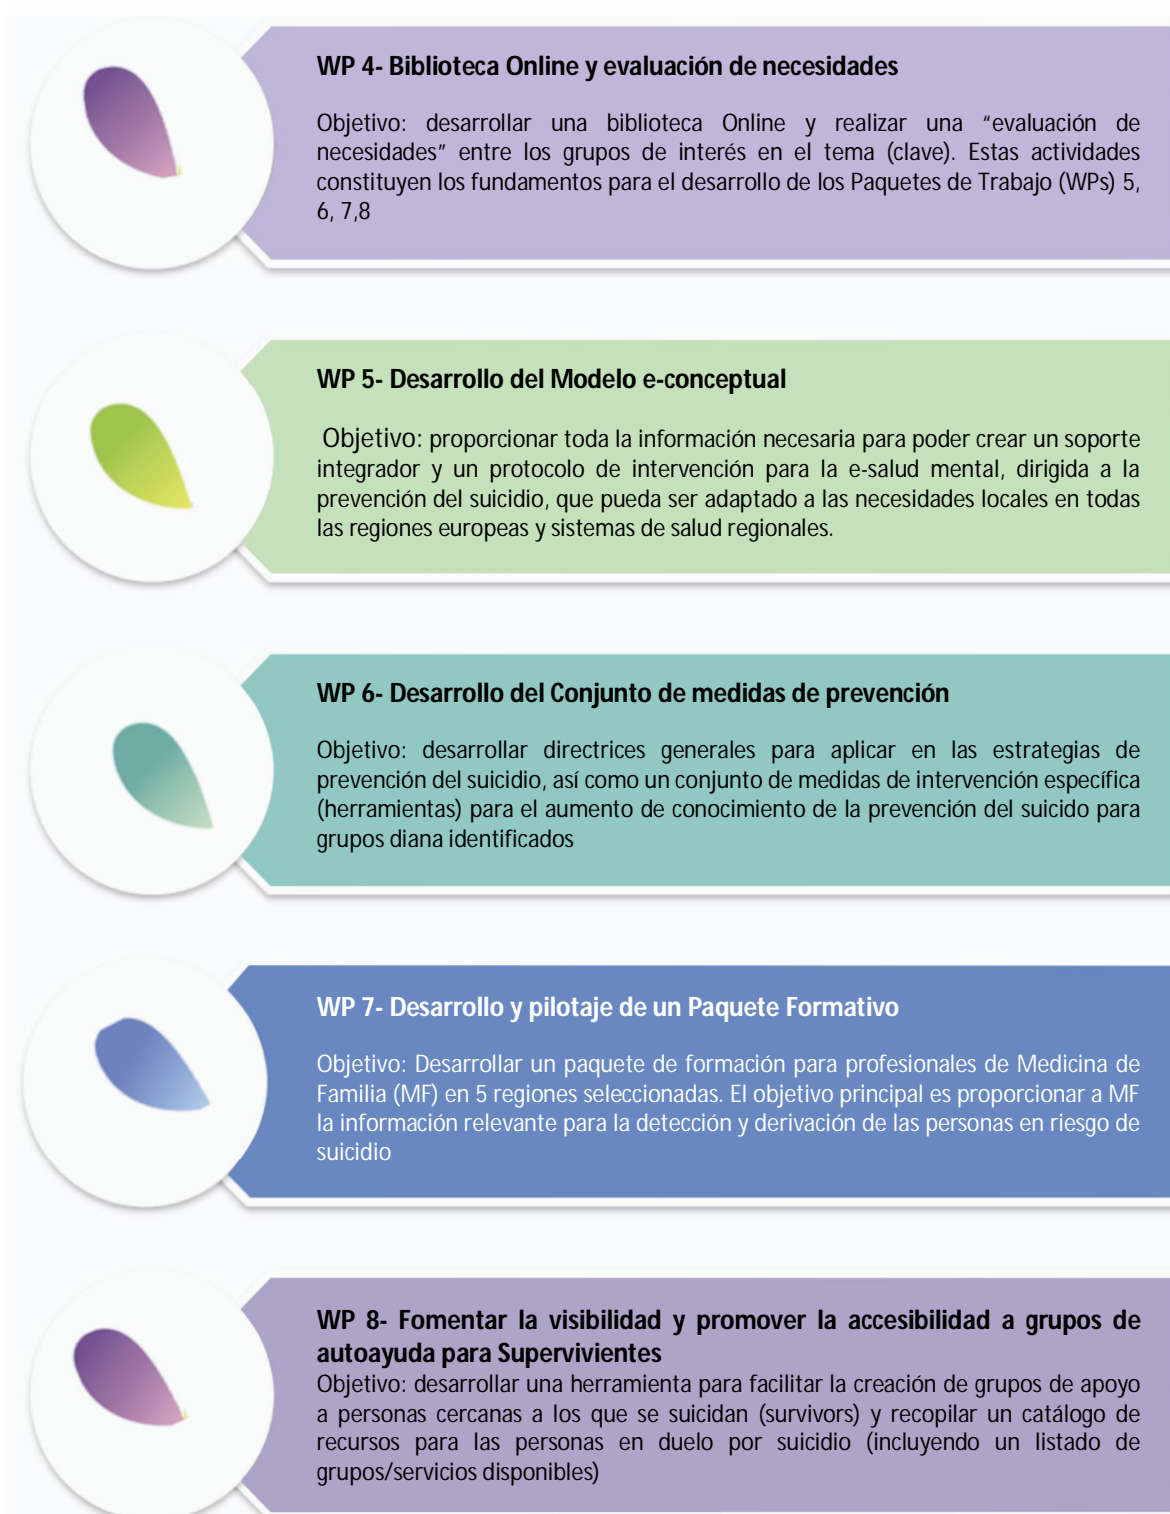 WP 4- Biblioteca Online y evaluación de necesidades
Objetivo: desarrollar una biblioteca Online y realizar una “evaluación de
necesidades” entre los grupos de interés en el tema (clave). Estas actividades
constituyen los fundamentos para el desarrollo de los Paquetes de Trabajo (WPs) 5,
6, 7,8
WP 5- Desarrollo del Modelo e-conceptual
Objetivo: proporcionar toda la información necesaria para poder crear un soporte
integrador y un protocolo de intervención para la e-salud mental, dirigida a la
prevención del suicidio, que pueda ser adaptado a las necesidades locales en todas
las regiones europeas y sistemas de salud regionales.
WP 6- Desarrollo del Conjunto de medidas de prevención
Objetivo: desarrollar directrices generales para aplicar en las estrategias de
prevención del suicidio, así como un conjunto de medidas de intervención específica
(herramientas) para el aumento de conocimiento de la prevención del suicido para
grupos diana identificados
WP 7- Desarrollo y pilotaje de un Paquete Formativo
Objetivo: Desarrollar un paquete de formación para profesionales de Medicina de
Familia (MF) en 5 regiones seleccionadas. El objetivo principal es proporcionar a MF
la información relevante para la detección y derivación de las personas en riesgo de
suicidio
WP 8- Fomentar la visibilidad y promover la accesibilidad a grupos de
autoayuda para Supervivientes
Objetivo: desarrollar una herramienta para facilitar la creación de grupos de apoyo
a personas cercanas a los que se suicidan (survivors) y recopilar un catálogo de
recursos para las personas en duelo por suicidio (incluyendo un listado de
grupos/servicios disponibles)